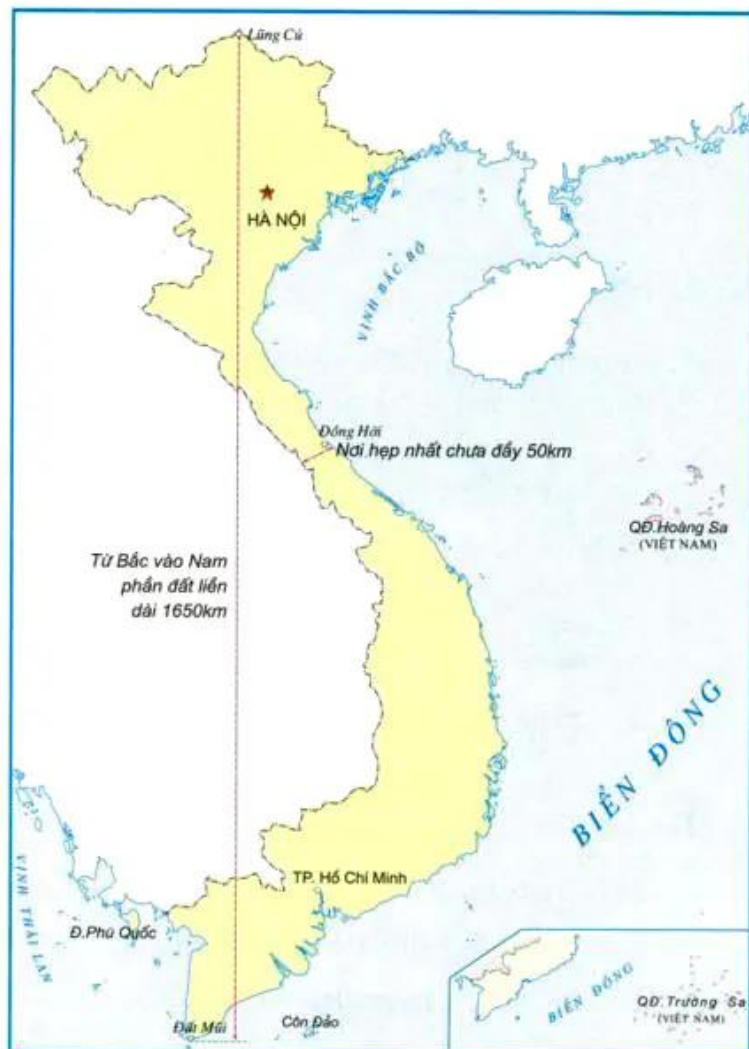 Lũng Cú
HÀ NỘI
VỊNH BẮC BỘ
Đồng Hới
Nơi hẹp nhất chưa đầy 50km
QĐ.Hoàng Sa
(VIỆT NAM)
Từ Bắc vào Nam
phần đất liền
dài 1650km
BIỂN ĐÔNG
TP. Hồ Chí Minh
VỊNH THÁI LAN
Đ.Phú Quốc
Đất Mũi
Côn Đảo
BIỂN ĐÔNG
QĐ.Trường Sa
(VIỆT NAM)